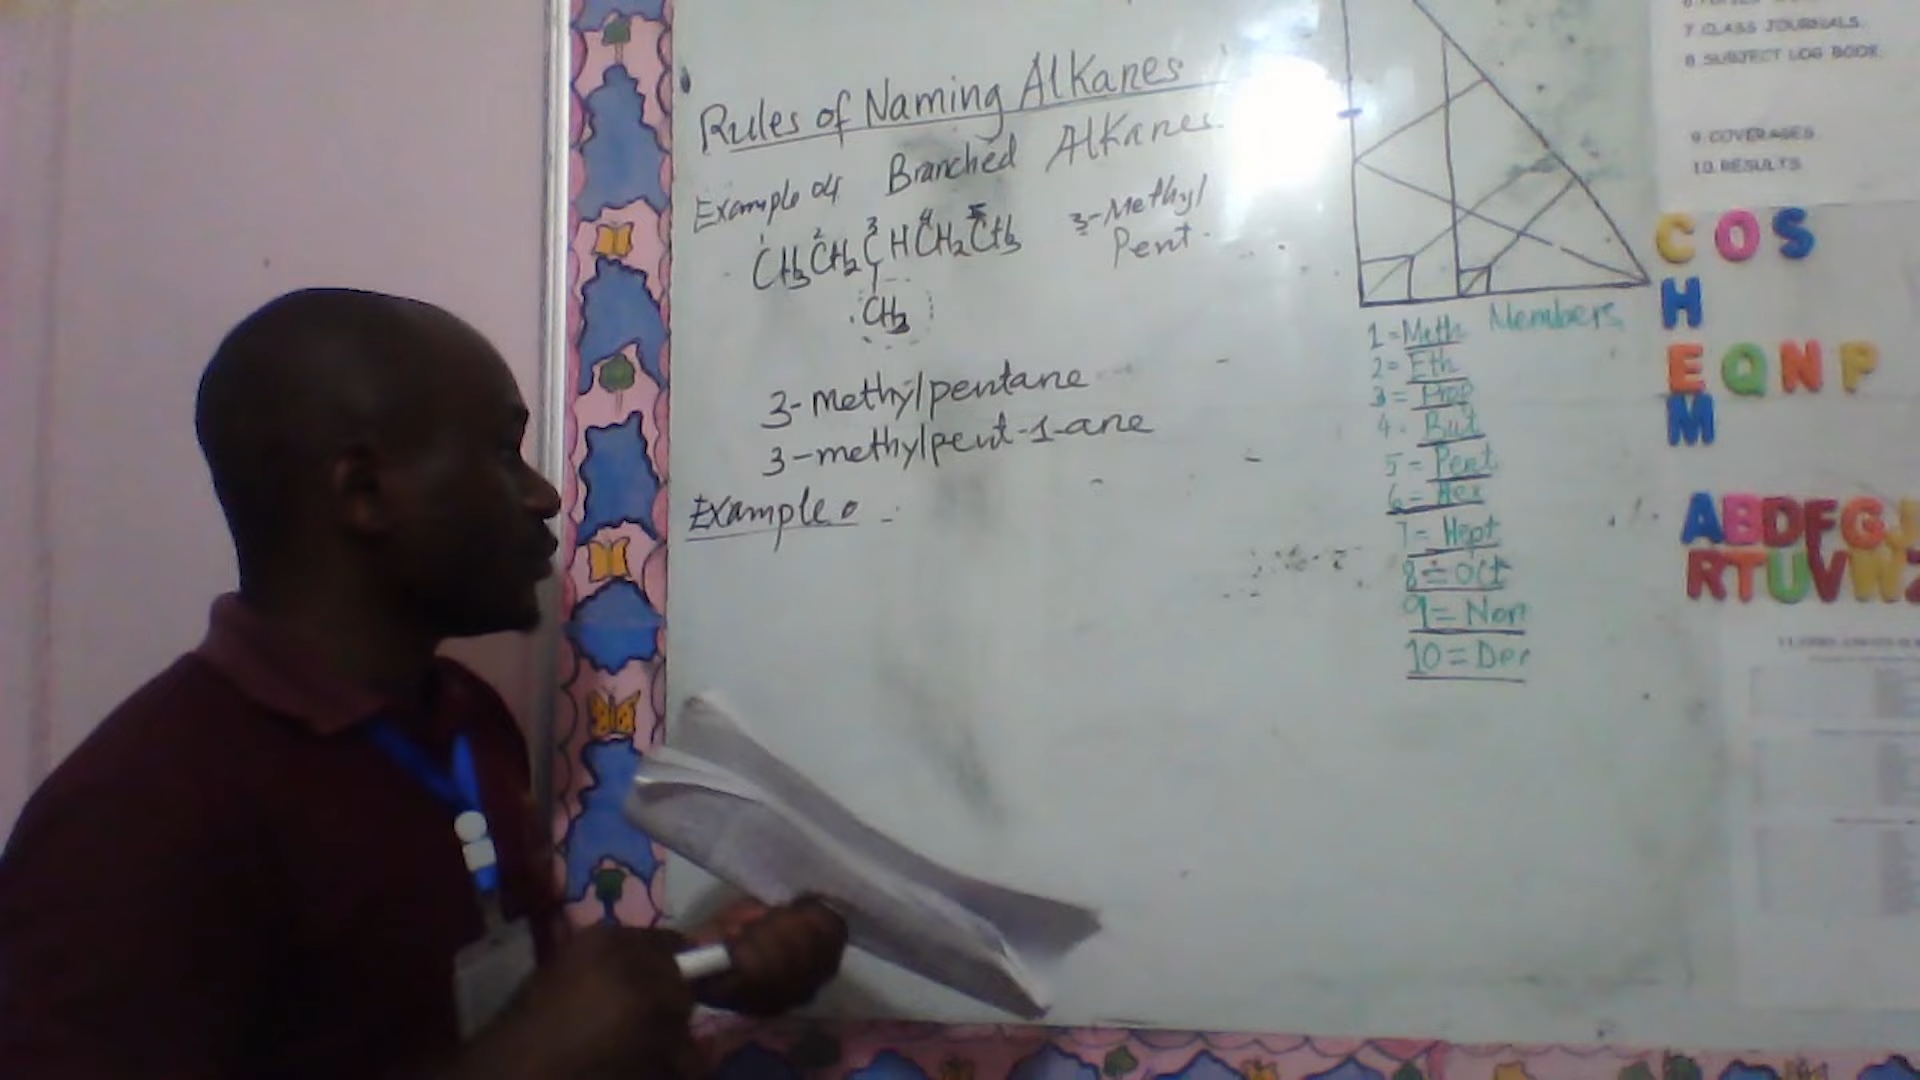 Rules of Naming Alkanes
Example of Branched Alkanes
1 2 3 4 5
CH3CH2CHCH2CH3
CH3
3-Methyl
Pent
3-methylpentane
3-methylpent-1-ane
Example
Members
1=Meth
2=Eth
3=Prop
4. But
5=Pent
6=Hex
7=Hept
8=Oct
9=Non
10=Dec
7. CLASS JOURNALS.
8. SUBJECT LOG BOOK.
9. COVERAGES
10. RESULTS
COS
H
EQNP
M
ABDFGJ
RTUVWZ